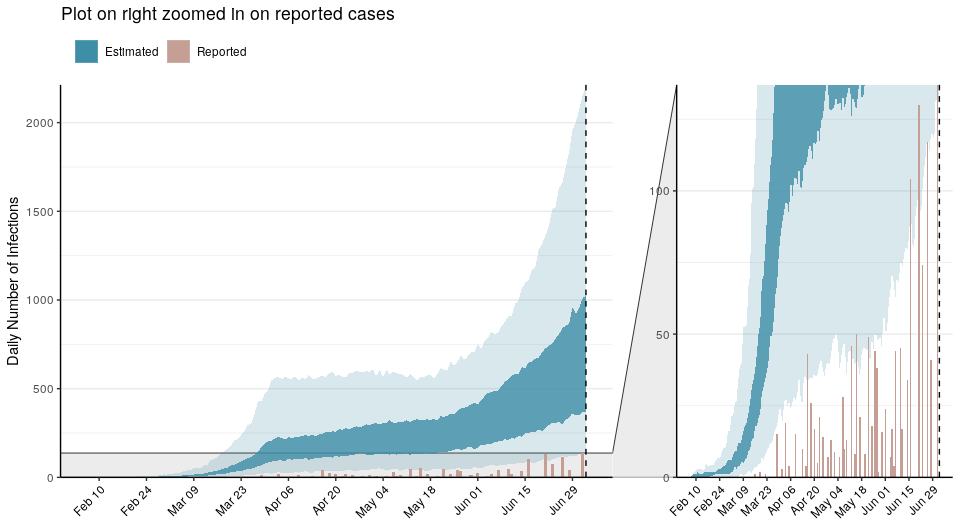 Plot on right zoomed in on reported cases
Estimated Reported
Daily Number of Infections
2000
1500
1000
500
0
Feb 10 Feb 24 Mar 09 Mar 23 Apr 06 Apr 20 May 04 May 18 Jun 01 Jun 15 Jun 29
100
50
0
Feb 10 Feb 24 Mar 09 Mar 23 Apr 06 Apr 20 May 04 May 18 Jun 01 Jun 15 Jun 29